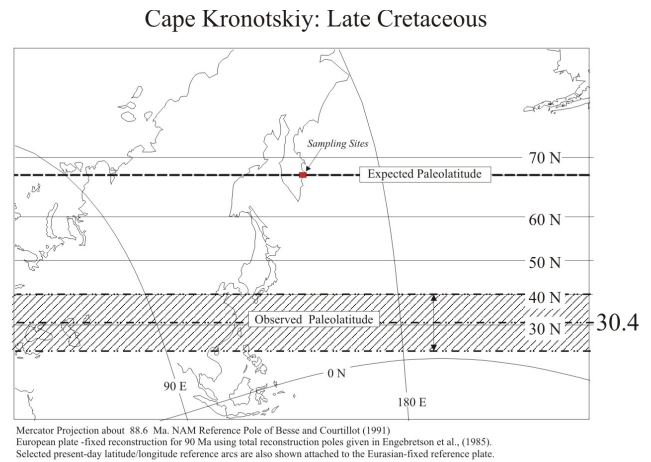 Cape Kronotskiy: Late Cretaceous
Sampling Sites
70 N
Expected Paleolatitude
60 N
50 N
40 N
Observed Paleolatitude
30 N
30.4
0 N
90 E
180 E
Mercator Projection about 88.6 Ma. NAM Reference Pole of Besse and Courtillot (1991)
European plate -fixed reconstruction for 90 Ma using total reconstruction poles given in Engebretson et al., (1985).
Selected present-day latitude/longitude reference arcs are also shown attached to the Eurasian-fixed reference plate.